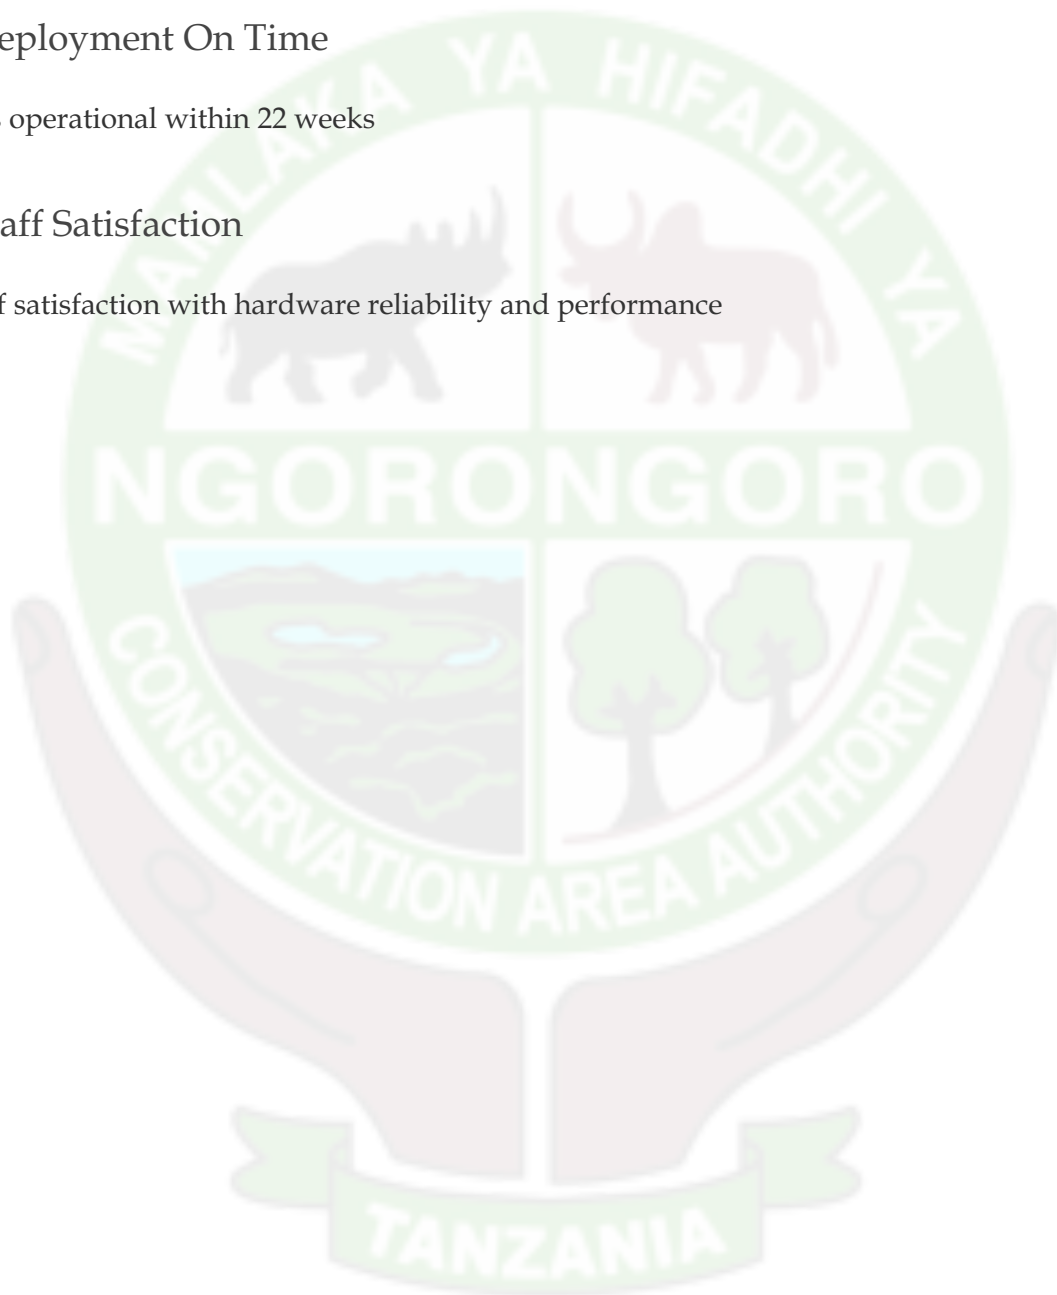 eployment On Time
operational within 22 weeks
aff Satisfaction
f satisfaction with hardware reliability and performance
MAMLAKA YA HIFADHI YA
NGORONGORO
CONSERVATION AREA AUTHORITY
TANZANIA